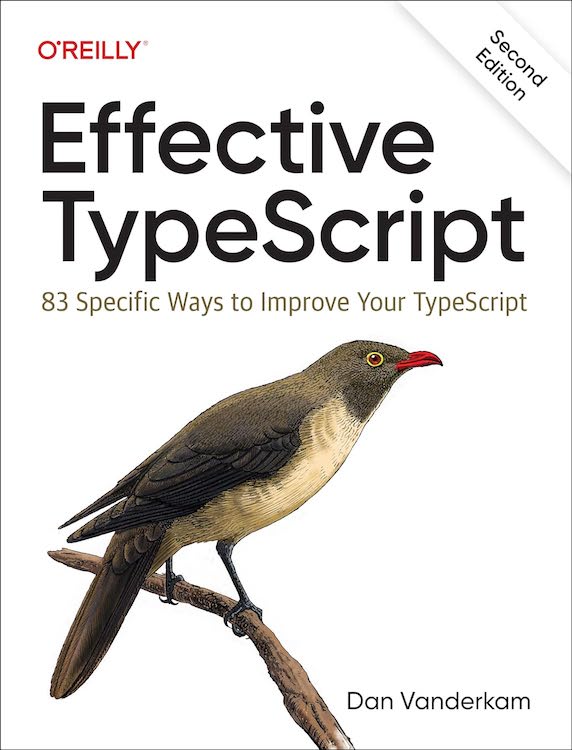 O'REILLY®
Second
Edition
Effective
TypeScript
83 Specific Ways to Improve Your TypeScript
Dan Vanderkam